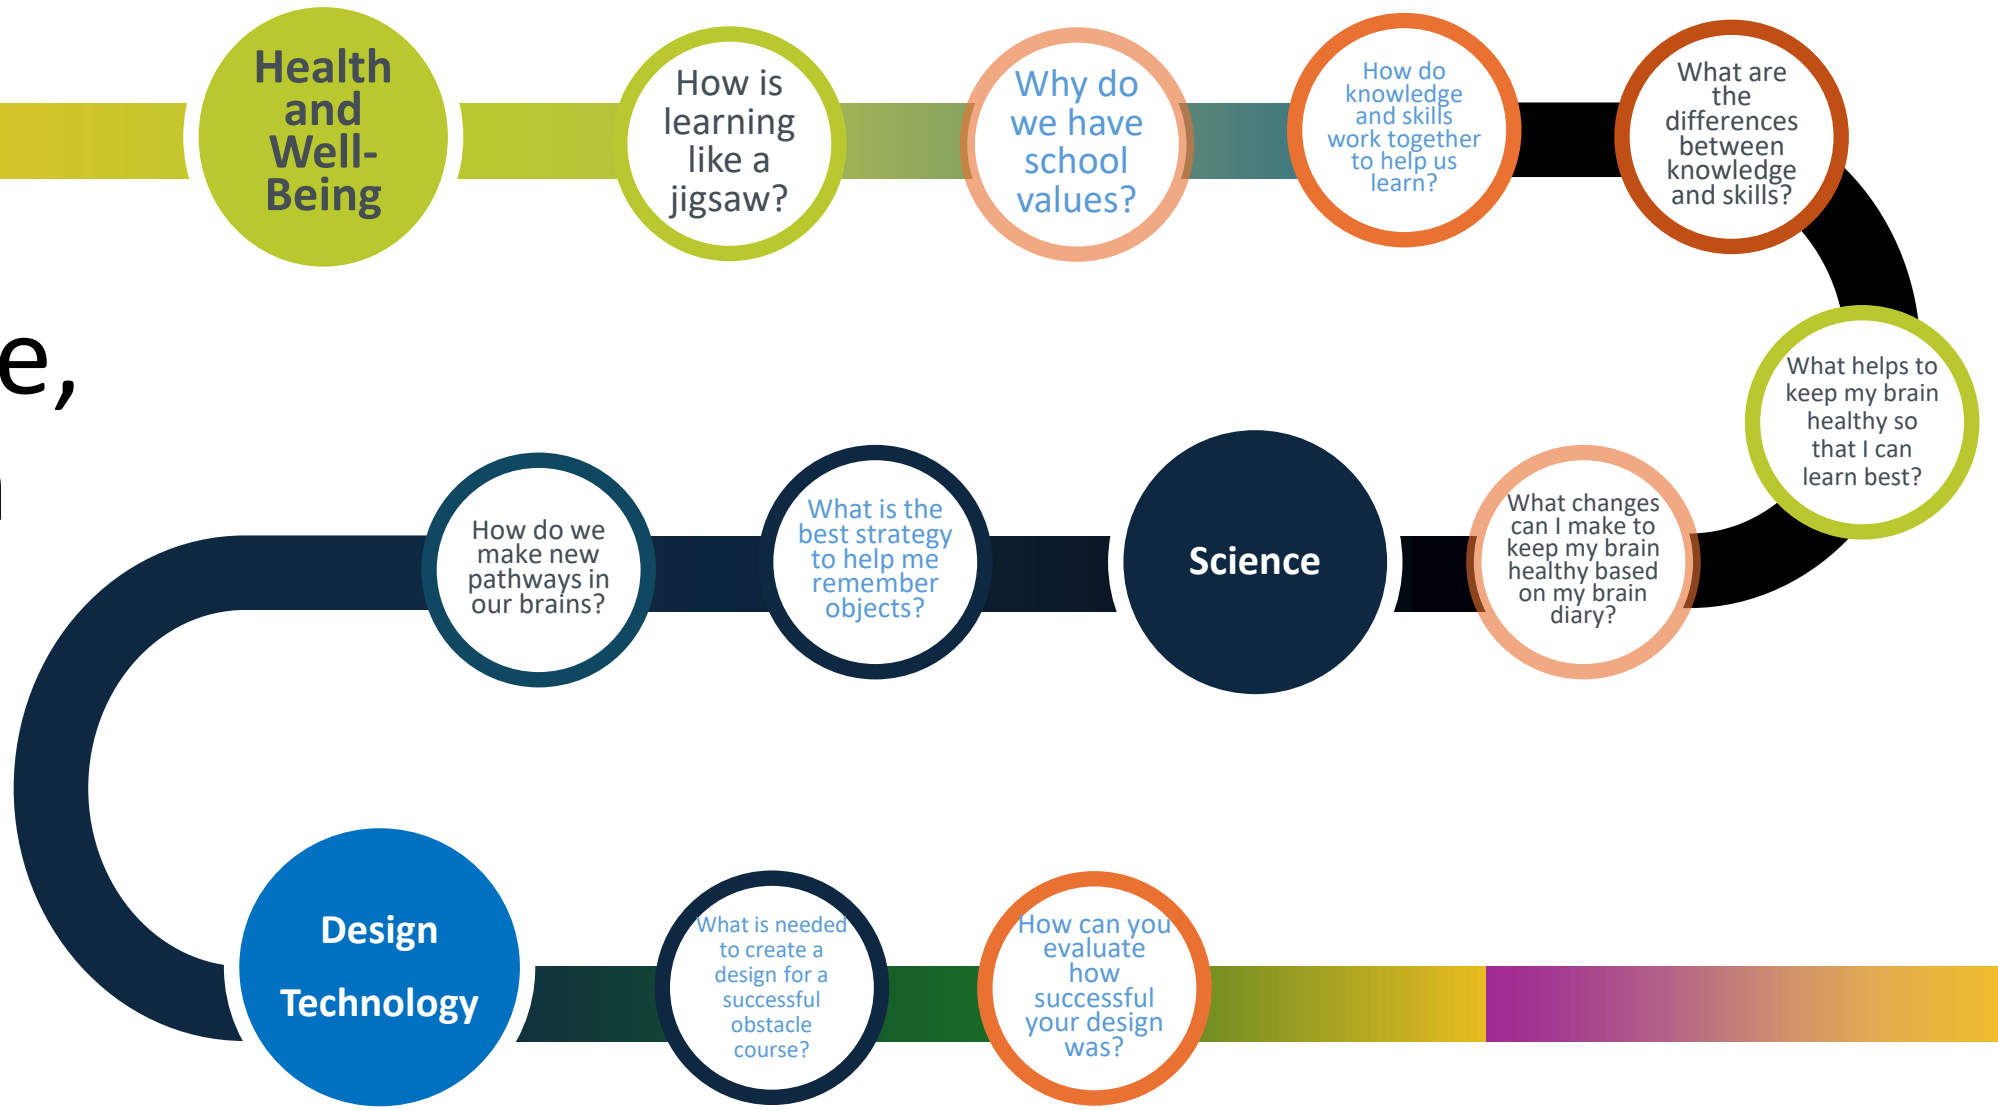 Health
and
Well-
Being
How is
learning
like a
jigsaw?
Why do
we have
school
values?
How do
knowledge
and skills
work together
to help us
learn?
What are
the
differences
between
knowledge
and skills?
What helps to
keep my brain
healthy so
that I can
learn best?
What changes
can I make to
keep my brain
healthy based
on my brain
diary?
Science
What is the
best strategy
to help me
remember
objects?
How do we
make new
pathways in
our brains?
Design
Technology
What is needed
to create a
design for a
successful
obstacle
course?
How can you
evaluate
how
successful
your design
was?